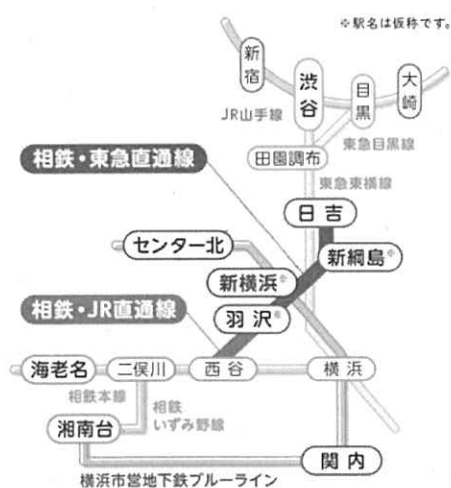 ※駅名は仮称です。
新宿
渋谷
目黒
大崎
JR山手線
東急目黒線
田園調布
相鉄・東急直通線
東急東横線
日吉
センター北
新綱島※
新横浜※
相鉄・JR直通線
羽沢※
海老名
二俣川
西谷
横浜
相鉄本線
相鉄
いずみ野線
湘南台
関内
横浜市営地下鉄ブルーライン